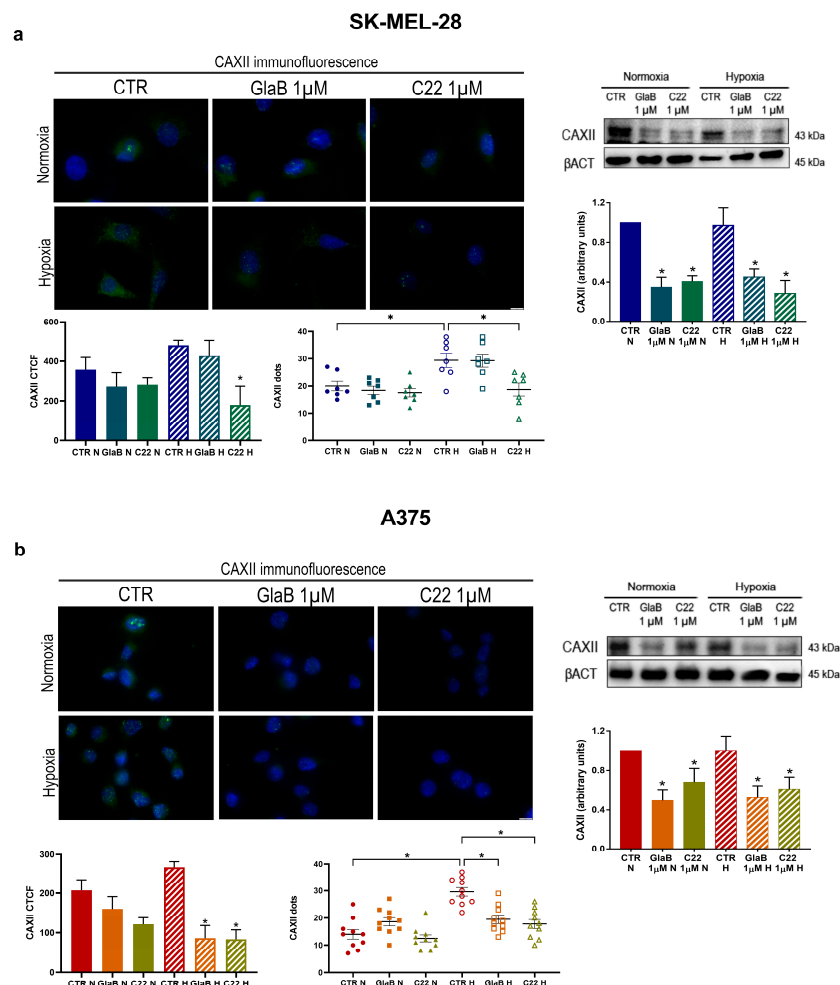 SK-MEL-28
a
CAXII immunofluorescence
CTR GlaB 1µM C22 1µM
Normoxia
Hypoxia
Normoxia Hypoxia
CTR GlaB 1 µM C22 1 µM CTR GlaB 1 µM C22 1 µM
CAXII 43 kDa
βACT 45 kDa
CAXII CTCF
600
400
200
0
CTR N GlaB N C22 N CTR H GlaB H C22 H
*
CAXII dots
40
30
20
10
0
CTR N GlaB N C22 N CTR H GlaB H C22 H
* *
CAXII (arbitrary units)
1.2
0.8
0.4
0.0
CTR N GlaB 1µM N C22 1µM N CTR H GlaB 1µM H C22 1µM H
* * * *
A375
b
CAXII immunofluorescence
CTR GlaB 1µM C22 1µM
Normoxia
Hypoxia
Normoxia Hypoxia
CTR GlaB 1 µM C22 1 µM CTR GlaB 1 µM C22 1 µM
CAXII 43 kDa
βACT 45 kDa
CAXII CTCF
300
200
100
0
CTR N GlaB N C22 N CTR H GlaB H C22 H
* *
CAXII dots
40
30
20
10
0
CTR N GlaB N C22 N CTR H GlaB H C22 H
* * *
CAXII (arbitrary units)
1.2
0.8
0.4
0.0
CTR N GlaB 1µM N C22 1µM N CTR H GlaB 1µM H C22 1µM H
* * * *